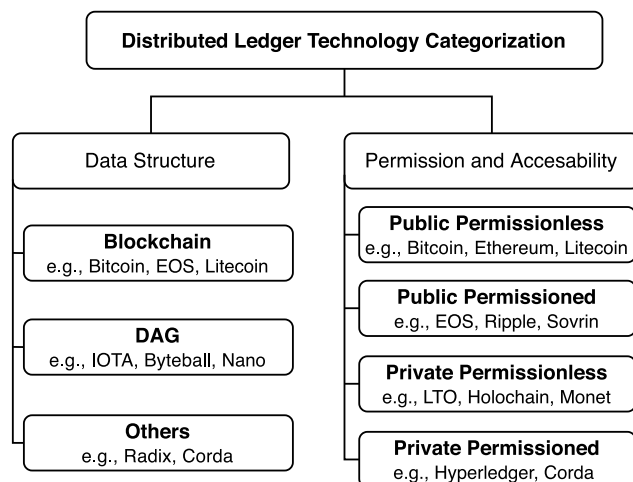 Distributed Ledger Technology Categorization
Data Structure
Blockchain
e.g., Bitcoin, EOS, Litecoin
DAG
e.g., IOTA, Byteball, Nano
Others
e.g., Radix, Corda
Permission and Accesability
Public Permissionless
e.g., Bitcoin, Ethereum, Litecoin
Public Permissioned
e.g., EOS, Ripple, Sovrin
Private Permissionless
e.g., LTO, Holochain, Monet
Private Permissioned
e.g., Hyperledger, Corda